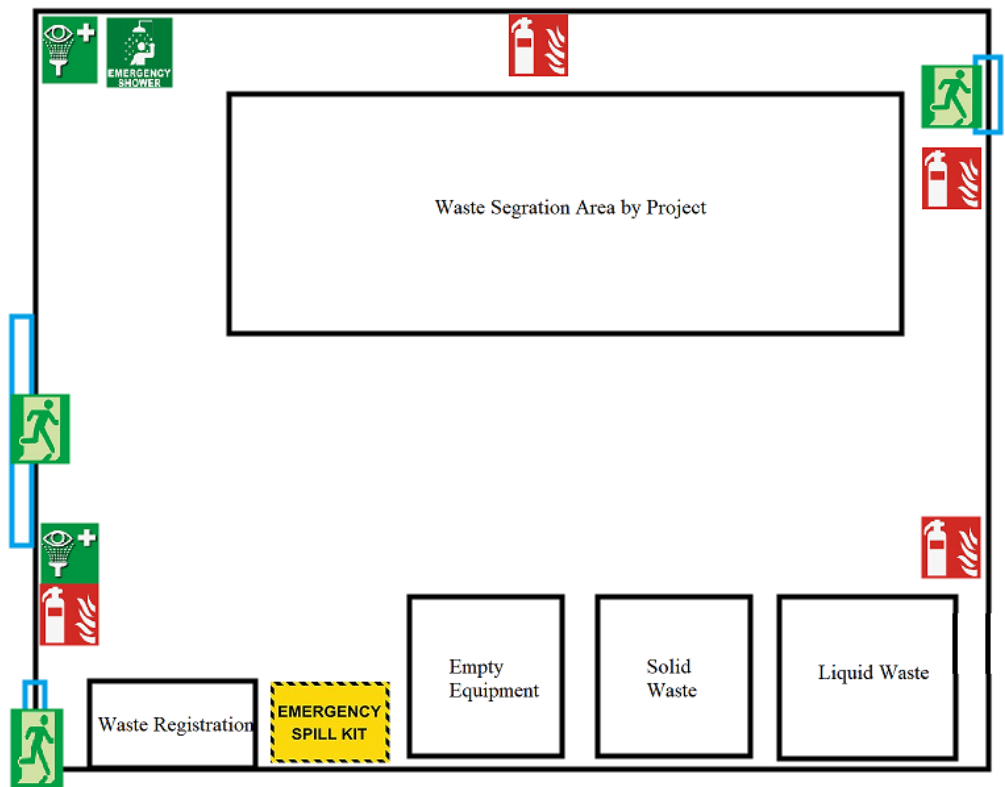 EMERGENCY
SHOWER
Waste Segration Area by Project
Empty
Equipment
Solid
Waste
Liquid Waste
Waste Registration
EMERGENCY
SPILL KIT